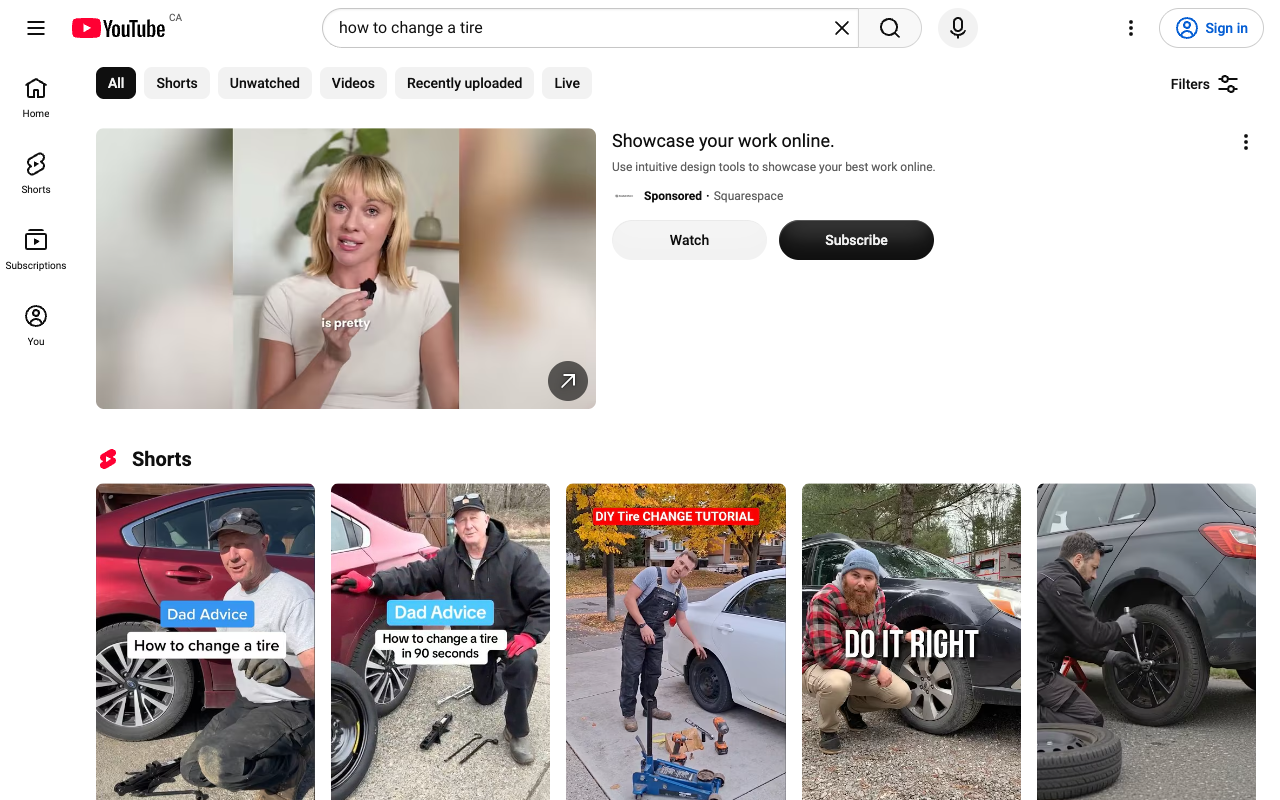 YouTube CA
how to change a tire
Sign in
All
Shorts
Unwatched
Videos
Recently uploaded
Live
Filters
Home
Shorts
Subscriptions
You
is pretty
Showcase your work online.
Use intuitive design tools to showcase your best work online.
Sponsored · Squarespace
Watch
Subscribe
Shorts
Dad Advice
How to change a tire
Dad Advice
How to change a tire
in 90 seconds
DIY Tire CHANGE TUTORIAL
DO IT RIGHT